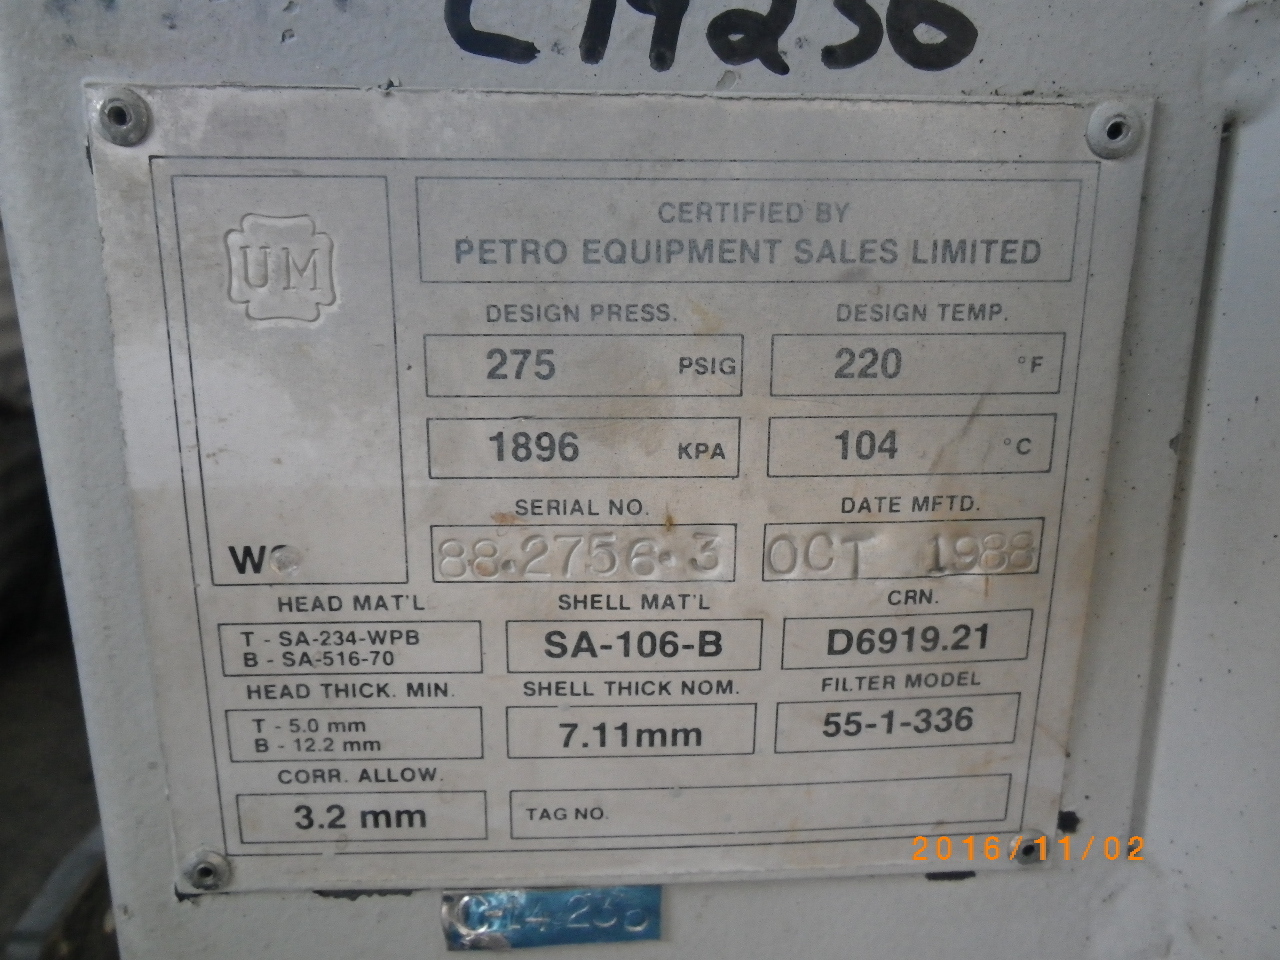 C14236
UM
W
CERTIFIED BY
PETRO EQUIPMENT SALES LIMITED
DESIGN PRESS. DESIGN TEMP.
275 PSIG 220 °F
1896 KPA 104 °C
SERIAL NO. DATE MFTD.
88.2756.3 OCT 1988
HEAD MAT'L SHELL MAT'L CRN.
T - SA-234-WPB
B - SA-516-70
SA-106-B D6919.21
HEAD THICK. MIN. SHELL THICK NOM. FILTER MODEL
T - 5.0 mm
B - 12.2 mm
7.11mm 55-1-336
CORR. ALLOW.
3.2 mm TAG NO.
2016/11/02